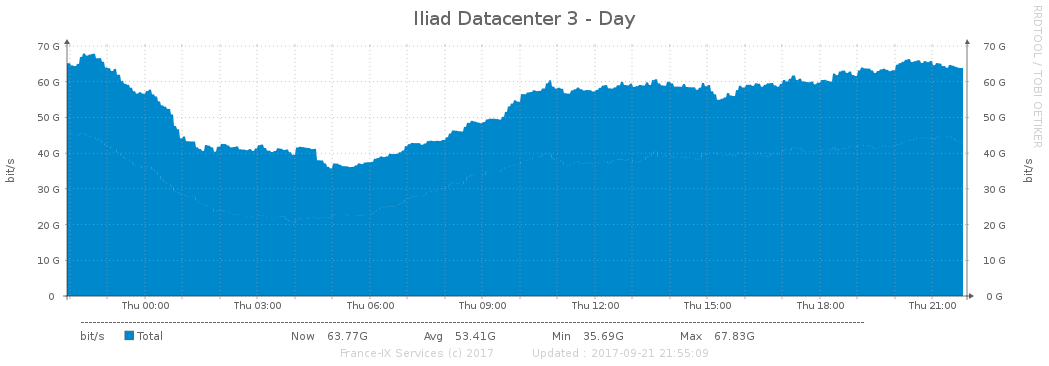 Iliad Datacenter 3 - Day
RRDTOOL / TOBI OETIKER
70 G 70 G
60 G 60 G
50 G 50 G
40 G 40 G
30 G 30 G
20 G 20 G
10 G 10 G
0 0 G
bit/s bit/s
Thu 00:00 Thu 03:00 Thu 06:00 Thu 09:00 Thu 12:00 Thu 15:00 Thu 18:00 Thu 21:00
bit/s Total Now 63.77G Avg 53.41G Min 35.69G Max 67.83G
France-IX Services (c) 2017 Updated : 2017-09-21 21:55:09